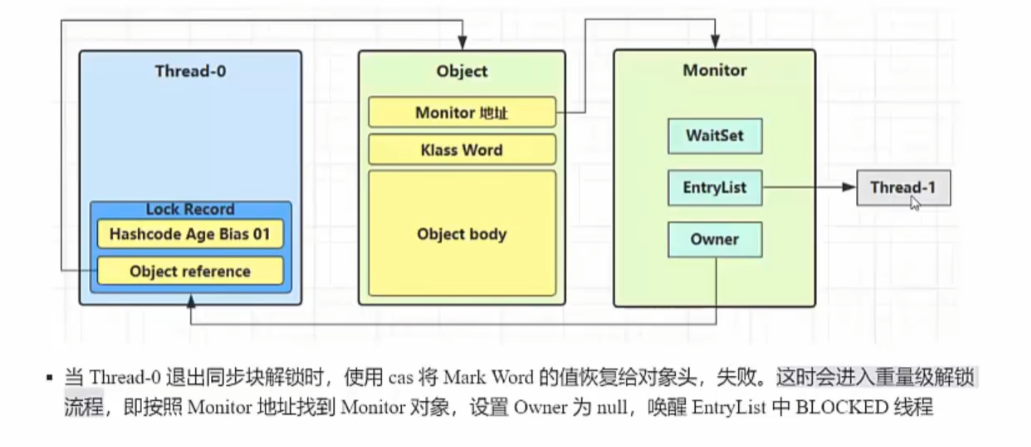 Thread-0
Lock Record
Hashcode Age Bias 01
Object reference
Object
Monitor 地址
Klass Word
Object body
Monitor
WaitSet
EntryList
Owner
Thread-1
▪ 当 Thread-0 退出同步块解锁时，使用 cas 将 Mark Word 的值恢复给对象头，失败。这时会进入重量级解锁
流程，即按照 Monitor 地址找到 Monitor 对象，设置 Owner 为 null，唤醒 EntryList 中 BLOCKED 线程